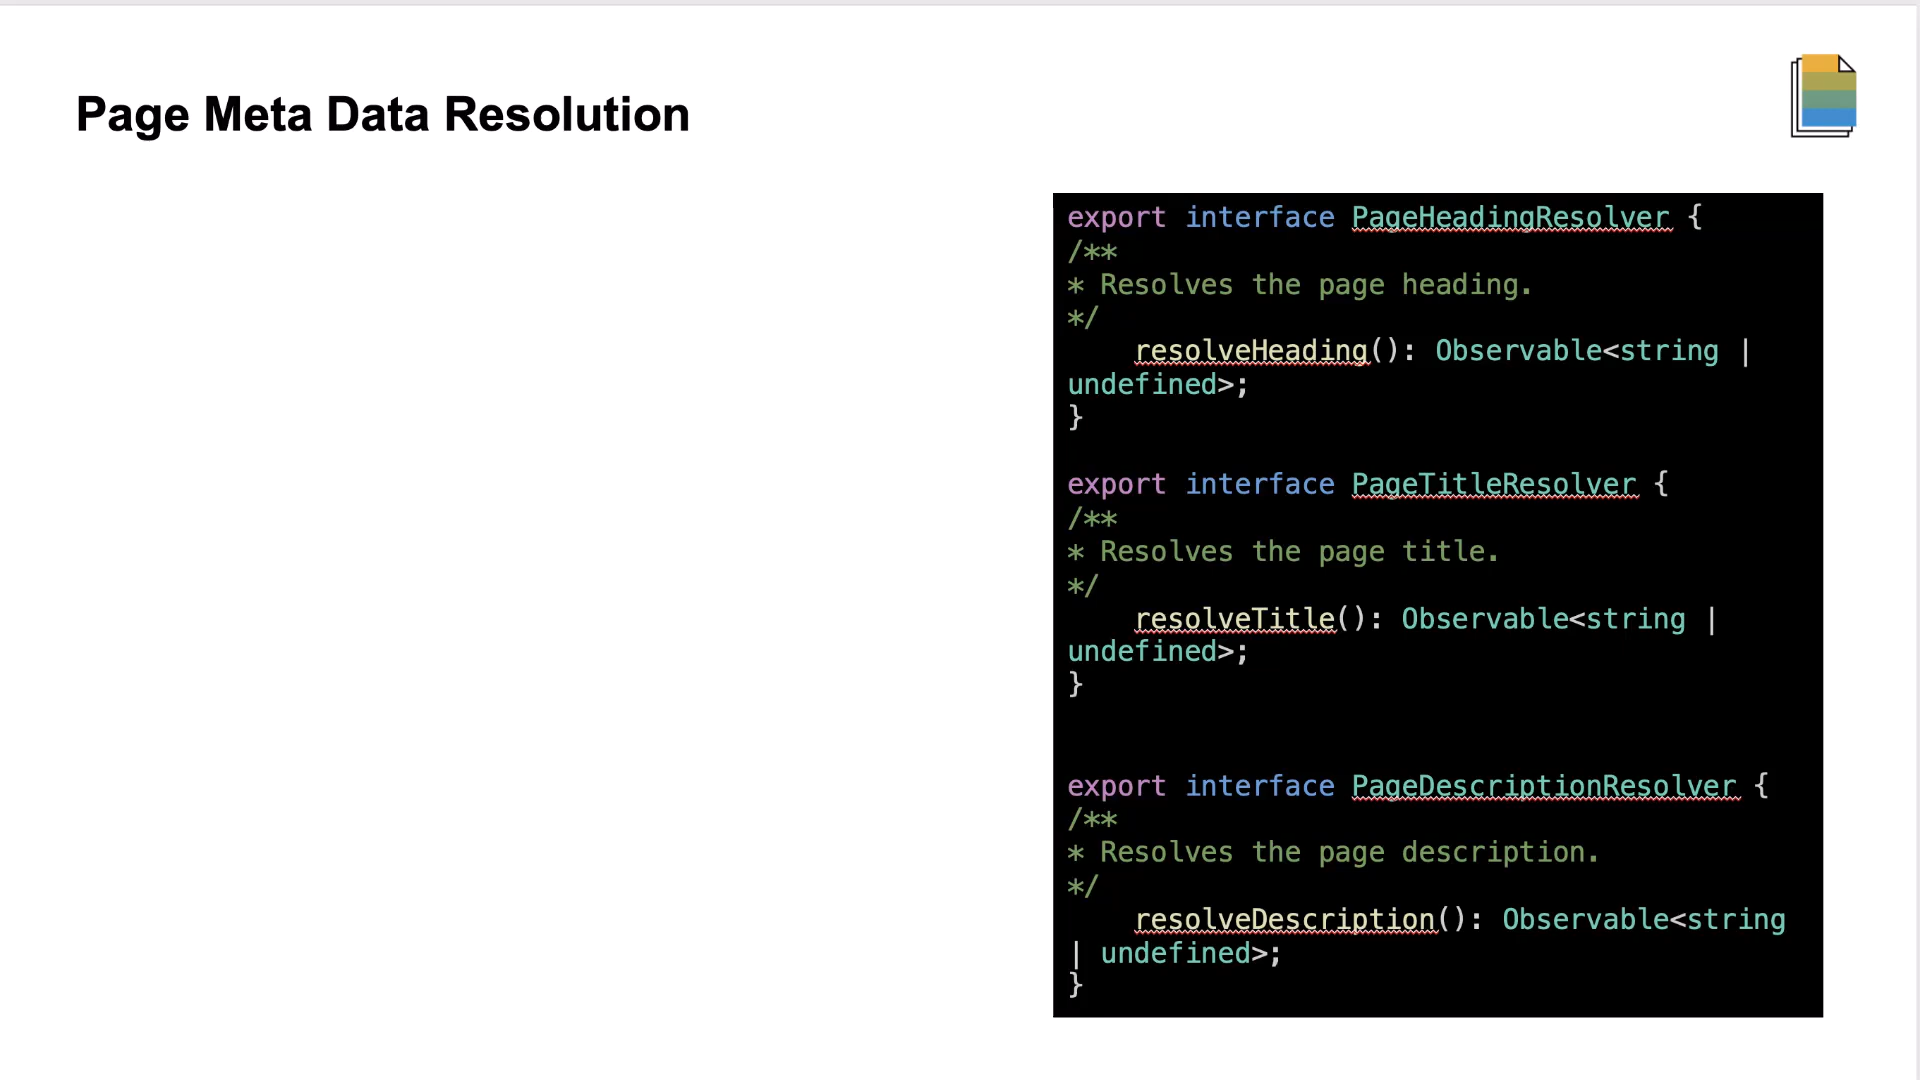 Page Meta Data Resolution
export interface PageHeadingResolver {
/**
* Resolves the page heading.
*/
    resolveHeading(): Observable<string |
undefined>;
}
export interface PageTitleResolver {
/**
* Resolves the page title.
*/
    resolveTitle(): Observable<string |
undefined>;
}
export interface PageDescriptionResolver {
/**
* Resolves the page description.
*/
    resolveDescription(): Observable<string
| undefined>;
}